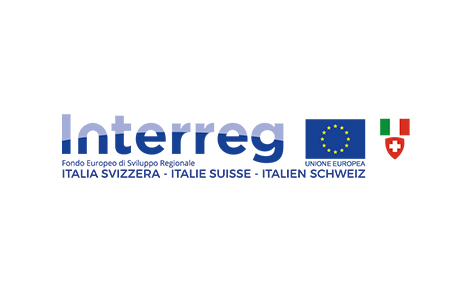 Interreg
Fondo Europeo di Sviluppo Regionale
UNIONE EUROPEA
ITALIA SVIZZERA - ITALIE SUISSE - ITALIEN SCHWEIZ